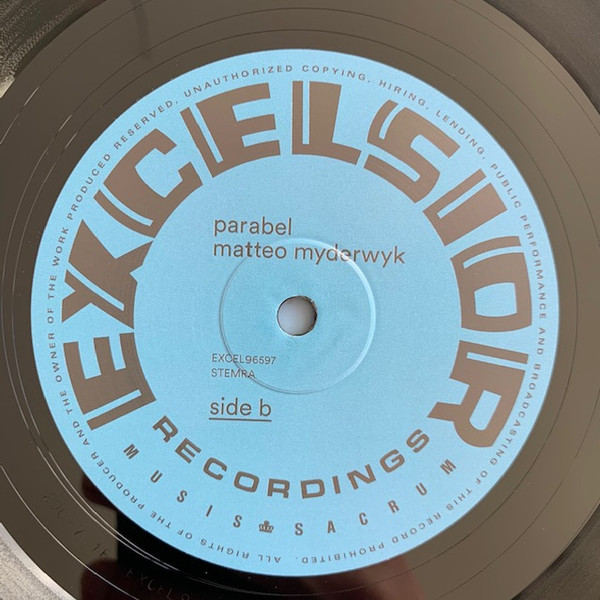 ALL RIGHTS OF THE PRODUCER AND THE OWNER OF THE WORK PRODUCED RESERVED. UNAUTHORIZED COPYING, HIRING, LENDING, PUBLIC PERFORMANCE AND BROADCASTING OF THIS RECORD PROHIBITED.
EXCELSIOR
parabel
matteo myderwyk
EXCEL96597
STEMRA
side b
RECORDINGS
MUSIS SACRUM